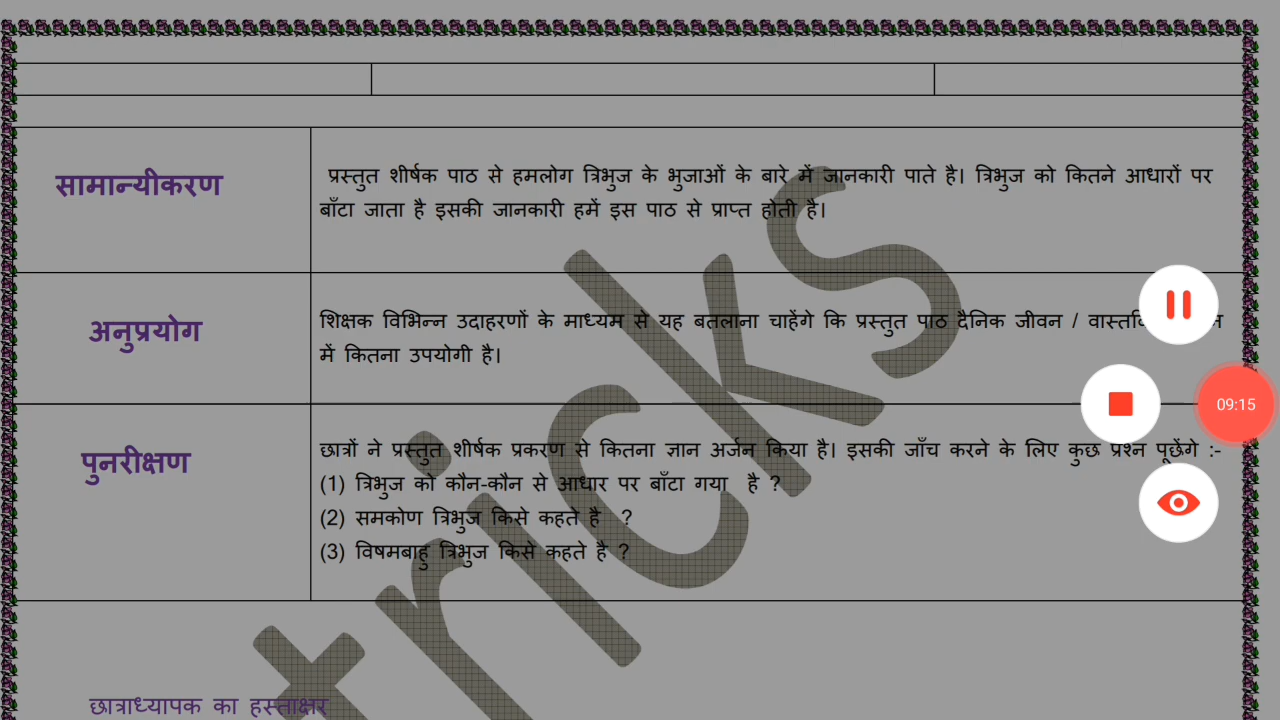 सामान्यीकरण
प्रस्तुत शीर्षक पाठ से हमलोग त्रिभुज के भुजाओं के बारे में जानकारी पाते है। त्रिभुज को कितने आधारों पर
बाँटा जाता है इसकी जानकारी हमें इस पाठ से प्राप्त होती है।
अनुप्रयोग
शिक्षक विभिन्न उदाहरणों के माध्यम से यह बतलाना चाहेंगे कि प्रस्तुत पाठ दैनिक जीवन /
में कितना उपयोगी है।
09:15
पुनरीक्षण
छात्रों ने प्रस्तुत शीर्षक प्रकरण से कितना ज्ञान अर्जन किया है। इसकी जाँच करने के लिए कुछ प्रश्न पूछेंगे :-
(1) त्रिभुज को कौन-कौन से आधार पर बाँटा गया है ?
(2) समकोण त्रिभुज किसे कहते है ?
(3) विषमबाहु त्रिभुज किसे कहते है ?
tricks
छात्राध्यापक का हस्ताक्षर